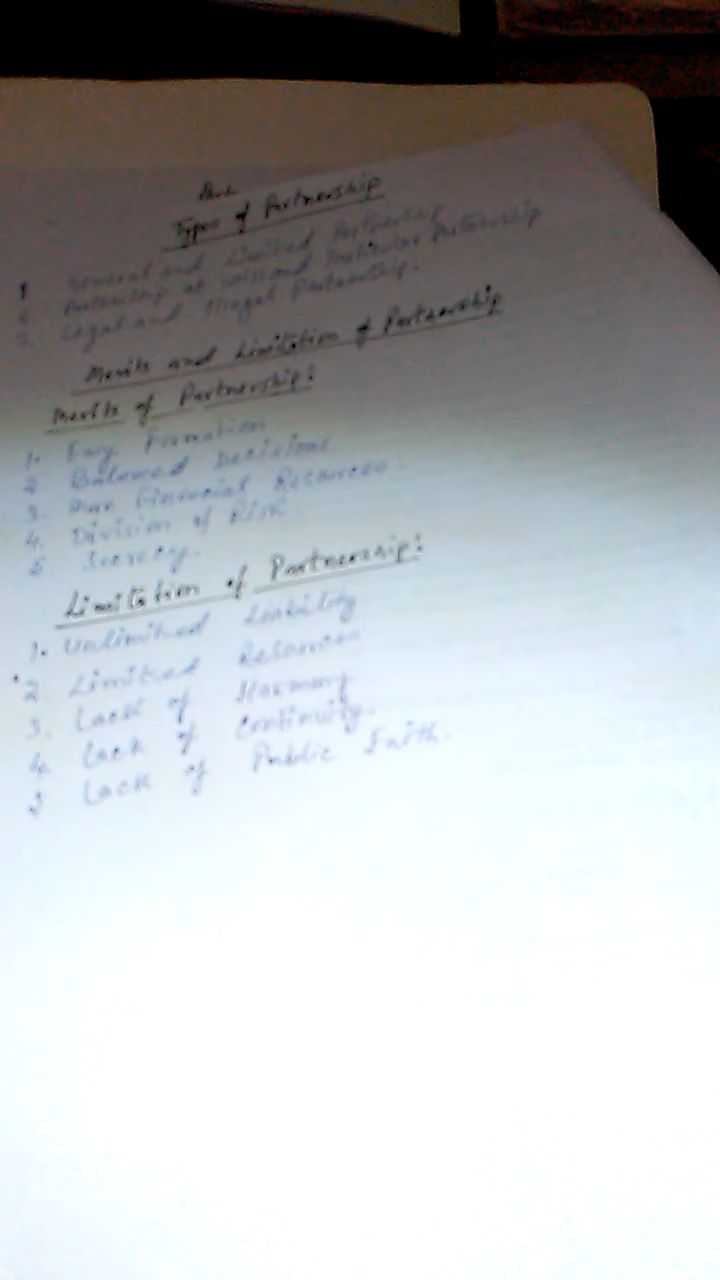 Types of Partnership
1 General and Limited Partnership
2. Partnership at will and Particular Partnership
3. Legal and Illegal Partnership.
Merits and Limitation of Partnership
Merits of Partnership:
1. Easy Formation
2. Balanced Decisions
3. Financial Resources.
4. Division of Risk.
5. Secrecy.
Limitation of Partnership:
1. Unlimited Liability
2 Limited Resources
3. Lack of Harmony
4. Lack of Continuity.
5 Lack of Public Faith.